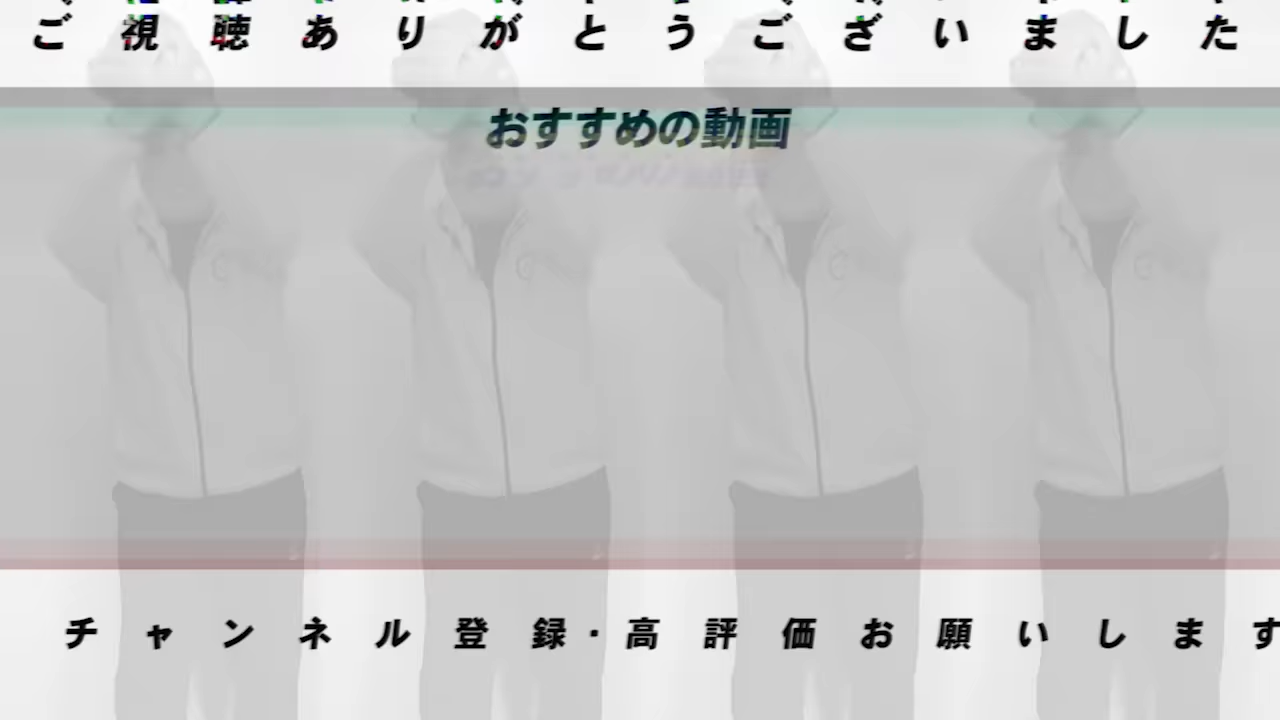 ご視聴ありがとうございました
おすすめの動画
チャンネル登録・高評価お願いします